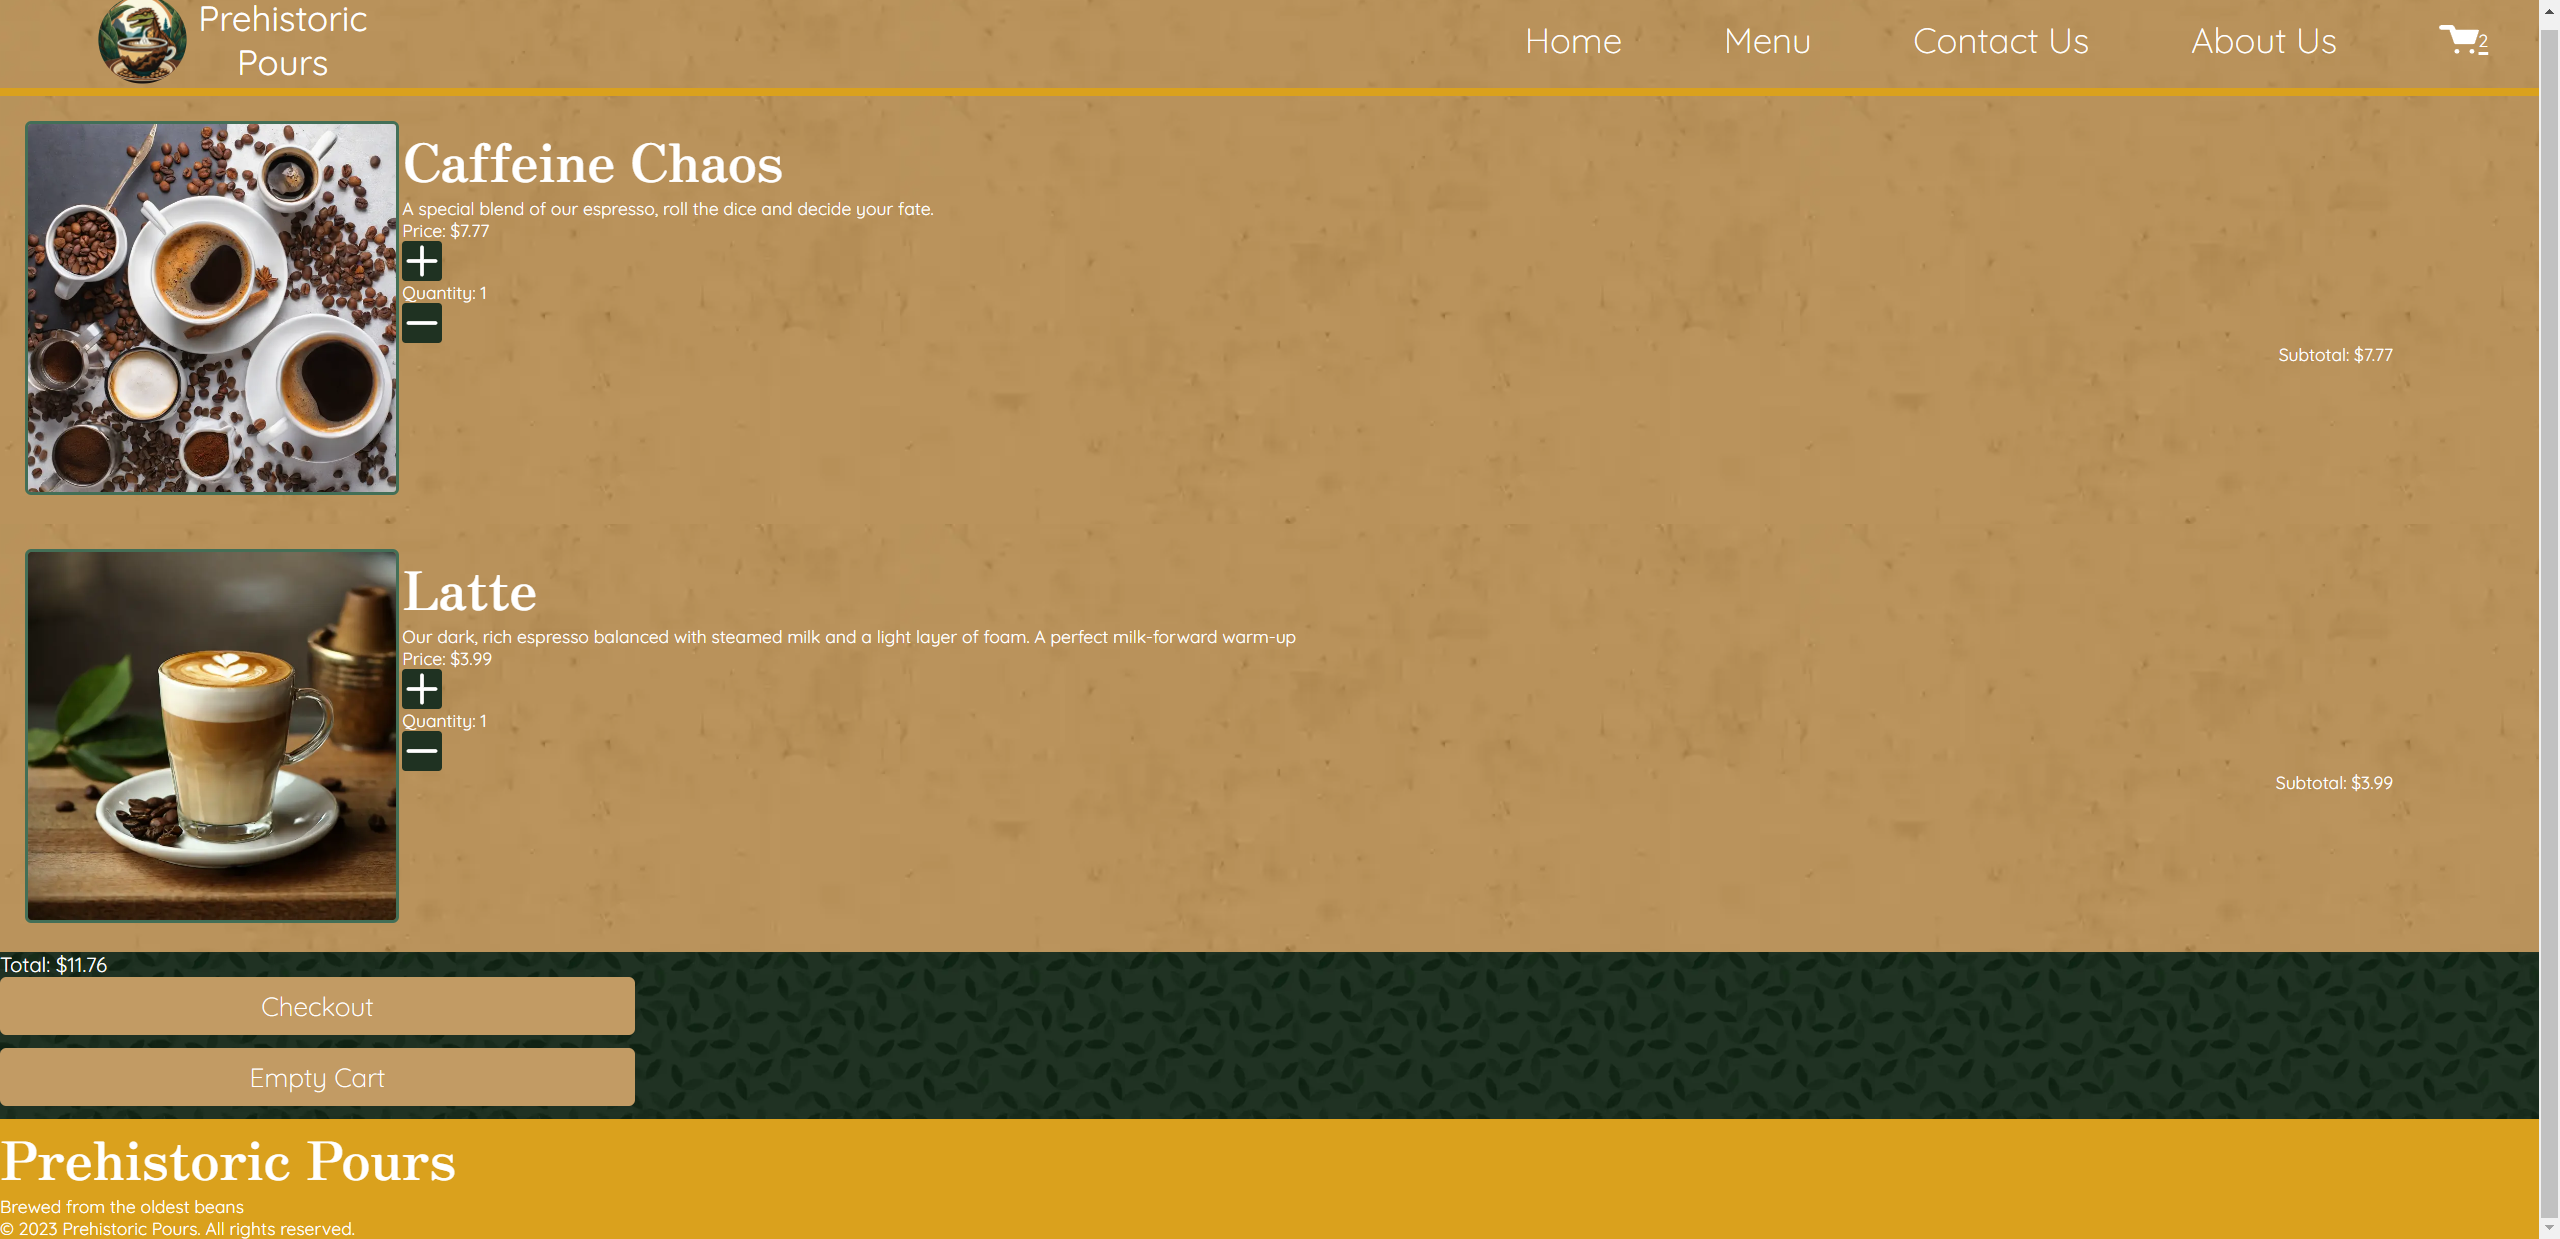 Prehistoric
Pours
Home
Menu
Contact Us
About Us
2
Caffeine Chaos
A special blend of our espresso, roll the dice and decide your fate.
Price: $7.77
+
Quantity: 1
−
Subtotal: $7.77
Latte
Our dark, rich espresso balanced with steamed milk and a light layer of foam. A perfect milk-forward warm-up
Price: $3.99
+
Quantity: 1
−
Subtotal: $3.99
Total: $11.76
Checkout
Empty Cart
Prehistoric Pours
Brewed from the oldest beans
© 2023 Prehistoric Pours. All rights reserved.